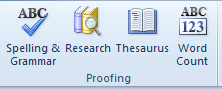 ABC ABC 123
Spelling & Research Thesaurus Word
Grammar Count
Proofing